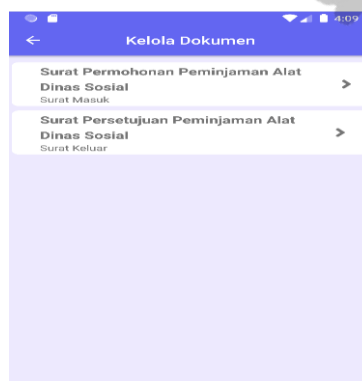 4:09
Kelola Dokumen
Surat Permohonan Peminjaman Alat
Dinas Sosial
Surat Masuk
Surat Persetujuan Peminjaman Alat
Dinas Sosial
Surat Keluar